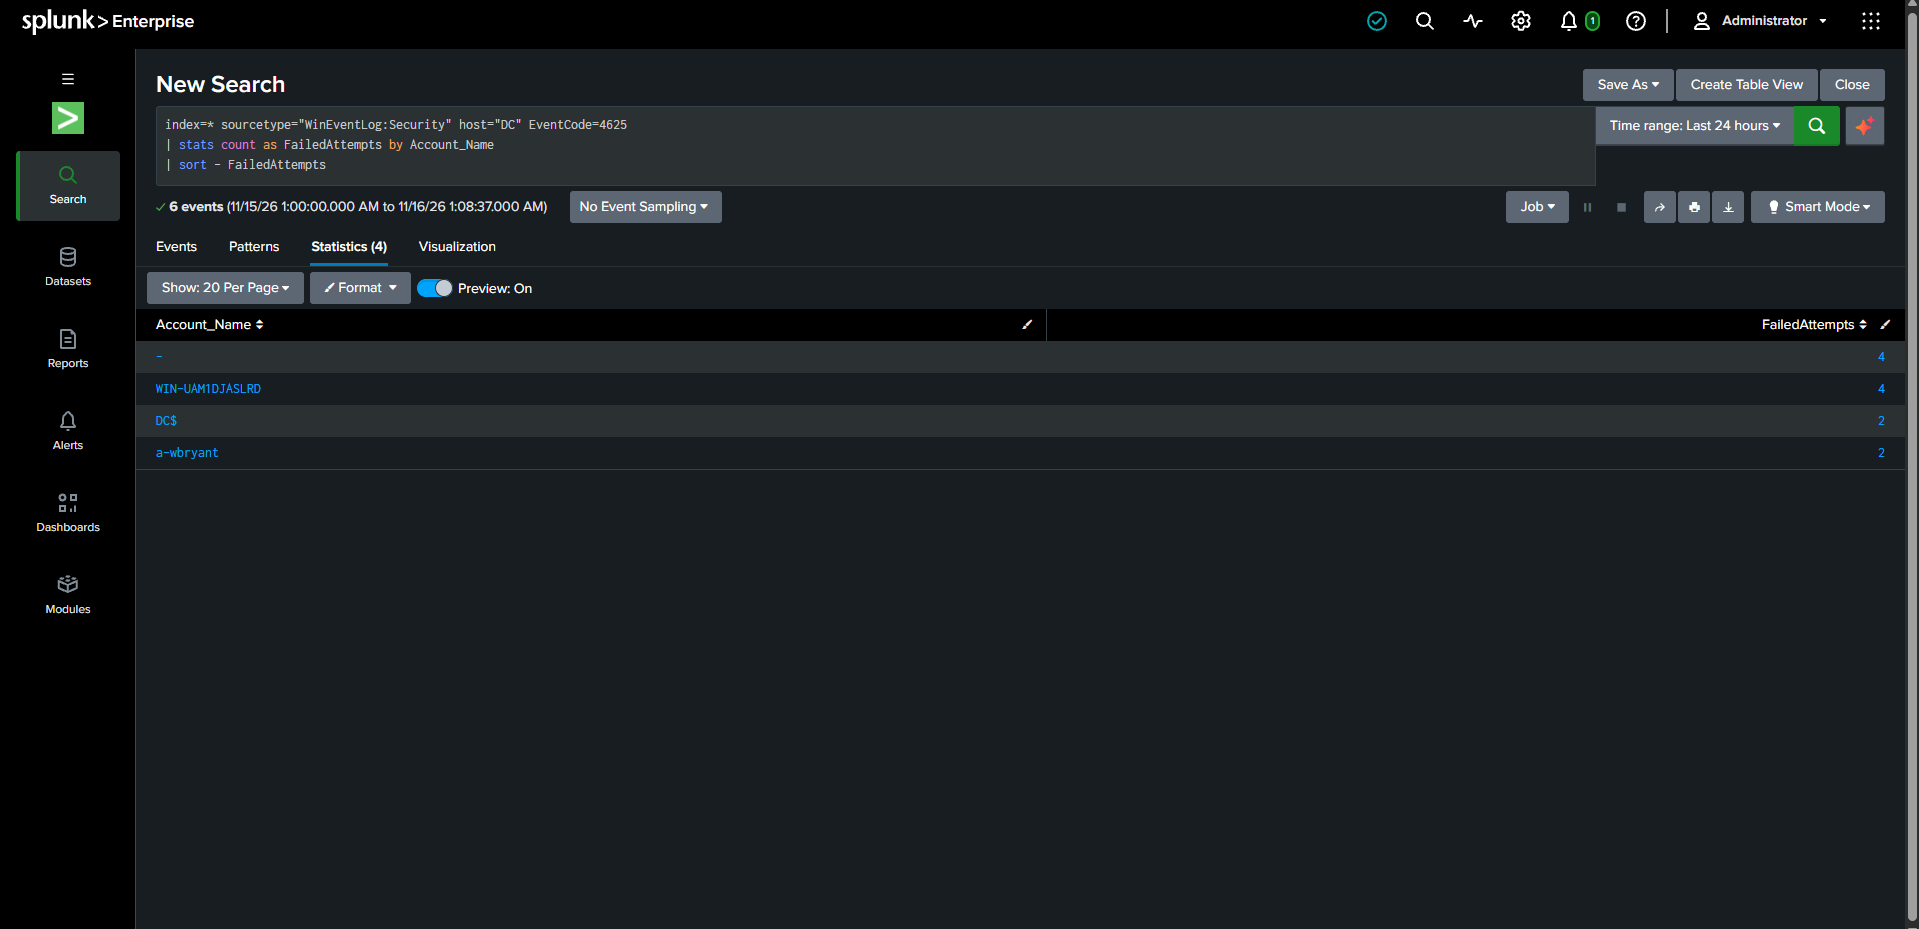 splunk> Enterprise
1
Administrator
New Search
Save As
Create Table View
Close
index=* sourcetype="WinEventLog:Security" host="DC" EventCode=4625
| stats count as FailedAttempts by Account_Name
| sort - FailedAttempts
Time range: Last 24 hours
6 events (11/15/26 1:00:00.000 AM to 11/16/26 1:08:37.000 AM)
No Event Sampling
Job
Smart Mode
Events
Patterns
Statistics (4)
Visualization
Show: 20 Per Page
Format
Preview: On
Account_Name
FailedAttempts
- 4
WIN-UAM1DJASLRD 4
DC$ 2
a-wbryant 2
Search
Datasets
Reports
Alerts
Dashboards
Modules